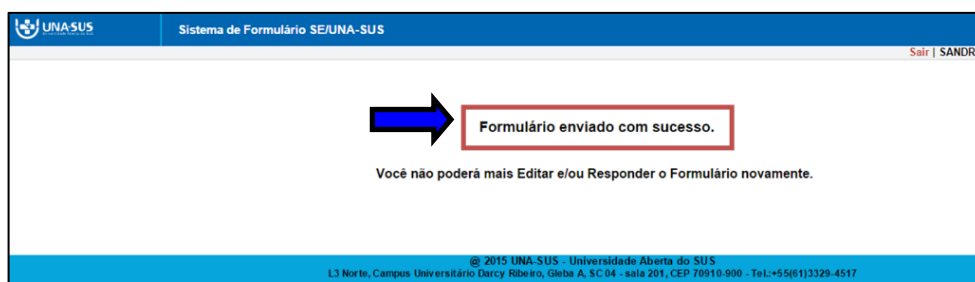 UNA-SUS
Sistema de Formulário SE/UNA-SUS
Sair | SANDR
Formulário enviado com sucesso.
Você não poderá mais Editar e/ou Responder o Formulário novamente.
@ 2015 UNA-SUS - Universidade Aberta do SUS
L3 Norte, Campus Universitário Darcy Ribeiro, Gleba A, SC 04 - sala 201, CEP 70910-900 - Tel.:+55(61)3329-4517